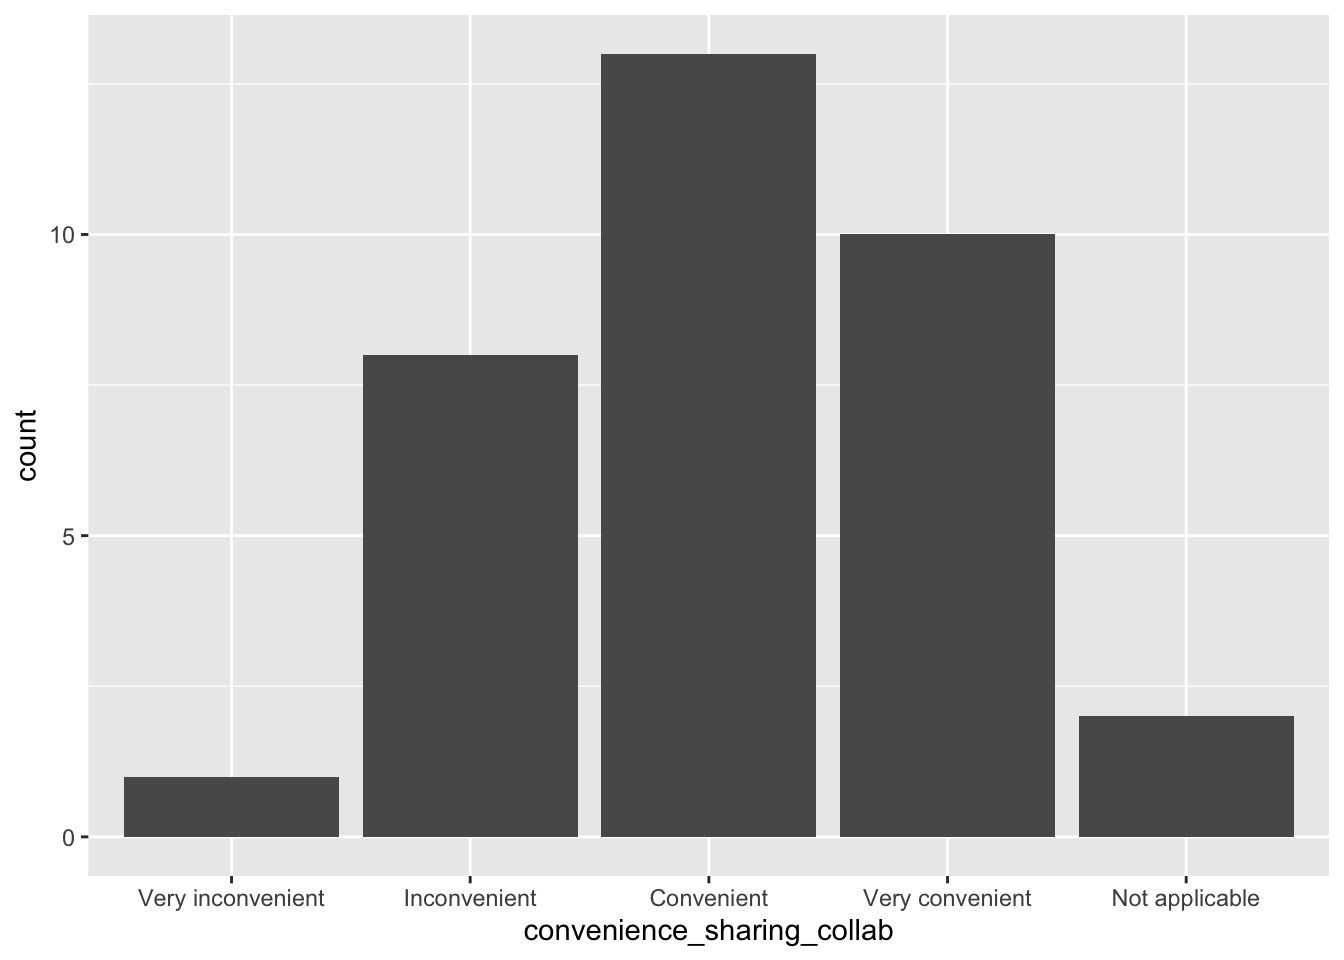 count
10
5
0
Very inconvenient Inconvenient Convenient Very convenient Not applicable
convenience_sharing_collab